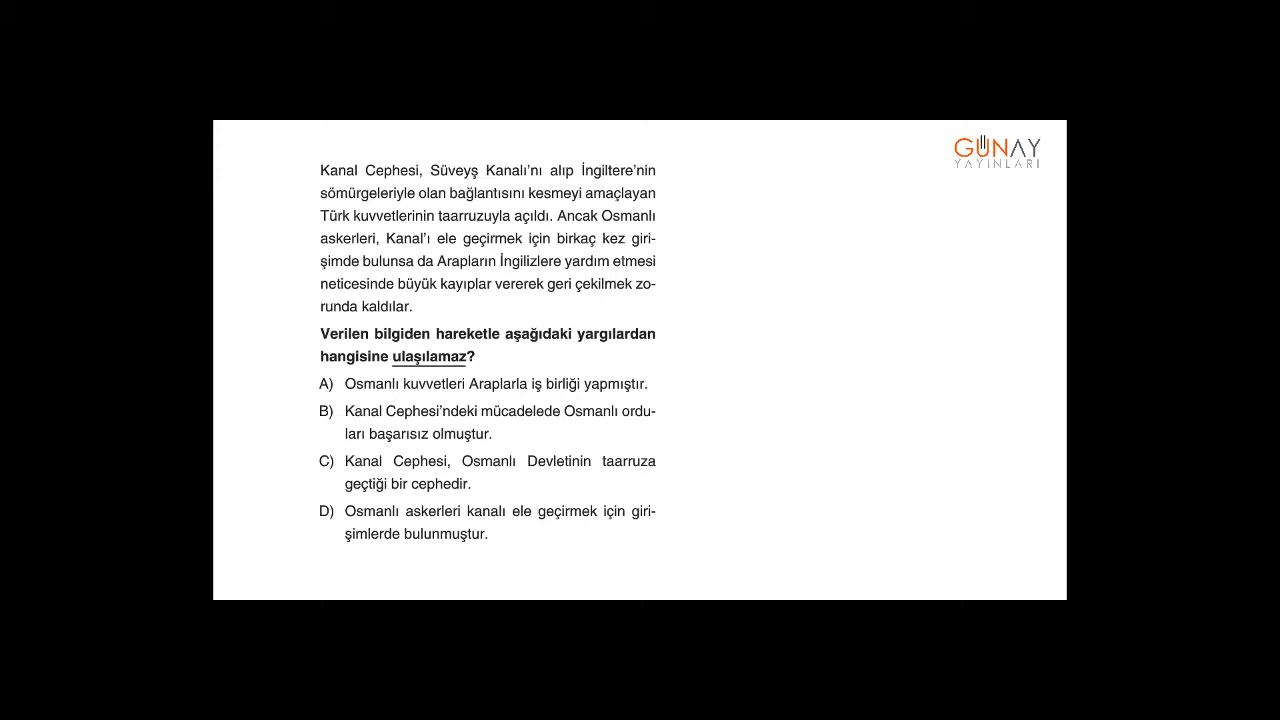 GÜNAY
YAYINLARI
Kanal Cephesi, Süveyş Kanalı’nı alıp İngiltere’nin
sömürgeleriyle olan bağlantısını kesmeyi amaçlayan
Türk kuvvetlerinin taarruzuyla açıldı. Ancak Osmanlı
askerleri, Kanal’ı ele geçirmek için birkaç kez giri-
şimde bulunsa da Arapların İngilizlere yardım etmesi
neticesinde büyük kayıplar vererek geri çekilmek zo-
runda kaldılar.
Verilen bilgiden hareketle aşağıdaki yargılardan
hangisine ulaşılamaz?
A) Osmanlı kuvvetleri Araplarla iş birliği yapmıştır.
B) Kanal Cephesi’ndeki mücadelede Osmanlı ordu-
ları başarısız olmuştur.
C) Kanal Cephesi, Osmanlı Devletinin taarruza
geçtiği bir cephedir.
D) Osmanlı askerleri kanalı ele geçirmek için giri-
şimlerde bulunmuştur.